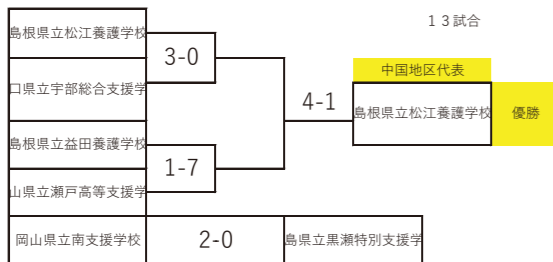 13試合
島根県立松江養護学校
3-0
口県立宇部総合支援学
中国地区代表
4-1
島根県立松江養護学校
優勝
島根県立益田養護学校
1-7
山県立瀬戸高等支援学
岡山県立南支援学校
2-0
島県立黒瀬特別支援学